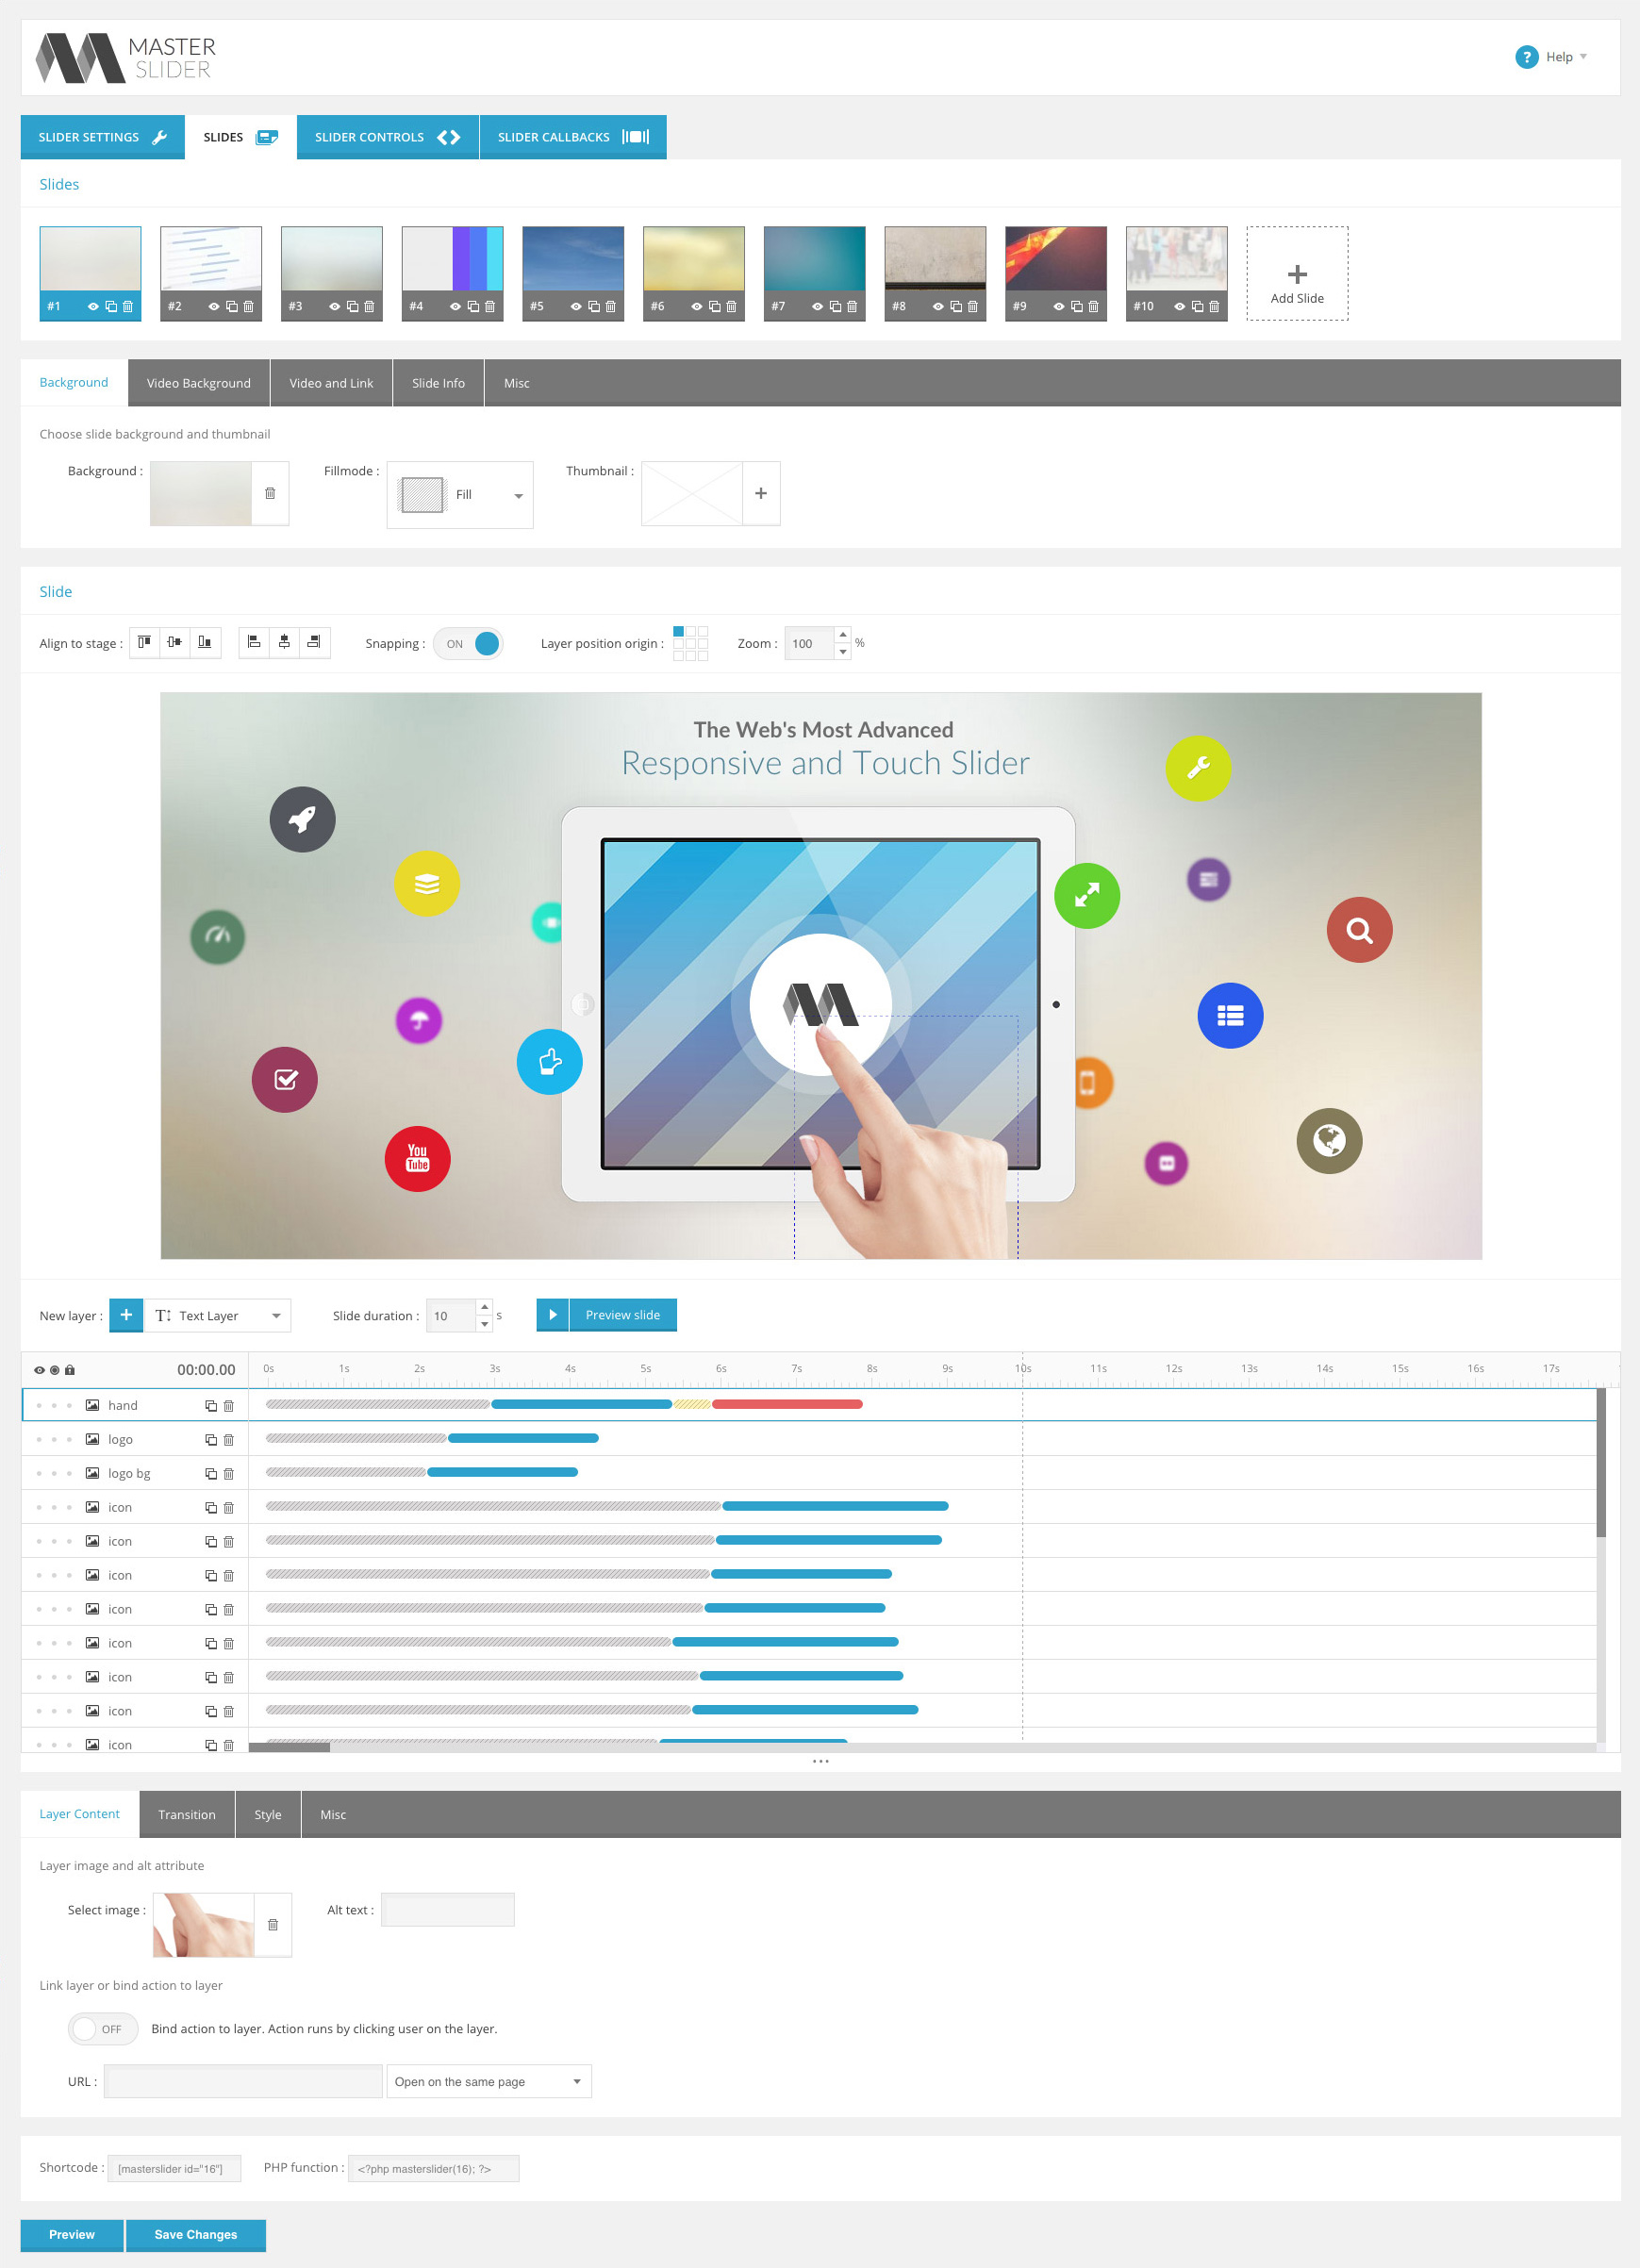 MASTER
SLIDER
? Help
SLIDER SETTINGS SLIDES SLIDER CONTROLS SLIDER CALLBACKS
Slides
#1 #2 #3 #4 #5 #6 #7 #8 #9 #10 Add Slide
Background Video Background Video and Link Slide Info Misc
Choose slide background and thumbnail
Background : Fillmode : Fill Thumbnail :
Slide
Align to stage : Snapping : ON Layer position origin : Zoom : 100 %
The Web's Most Advanced
Responsive and Touch Slider
You
Tube
New layer : + T Text Layer Slide duration : 10 s Preview slide
00:00.00 0s 1s 2s 3s 4s 5s 6s 7s 8s 9s 10s 11s 12s 13s 14s 15s 16s 17s
hand
logo
logo bg
icon
icon
icon
icon
icon
icon
icon
icon
Layer Content Transition Style Misc
Layer image and alt attribute
Select image : Alt text :
Link layer or bind action to layer
OFF Bind action to layer. Action runs by clicking user on the layer.
URL : Open on the same page
Shortcode : [masterslider id="16"] PHP function : <?php masterslider(16); ?>
Preview Save Changes